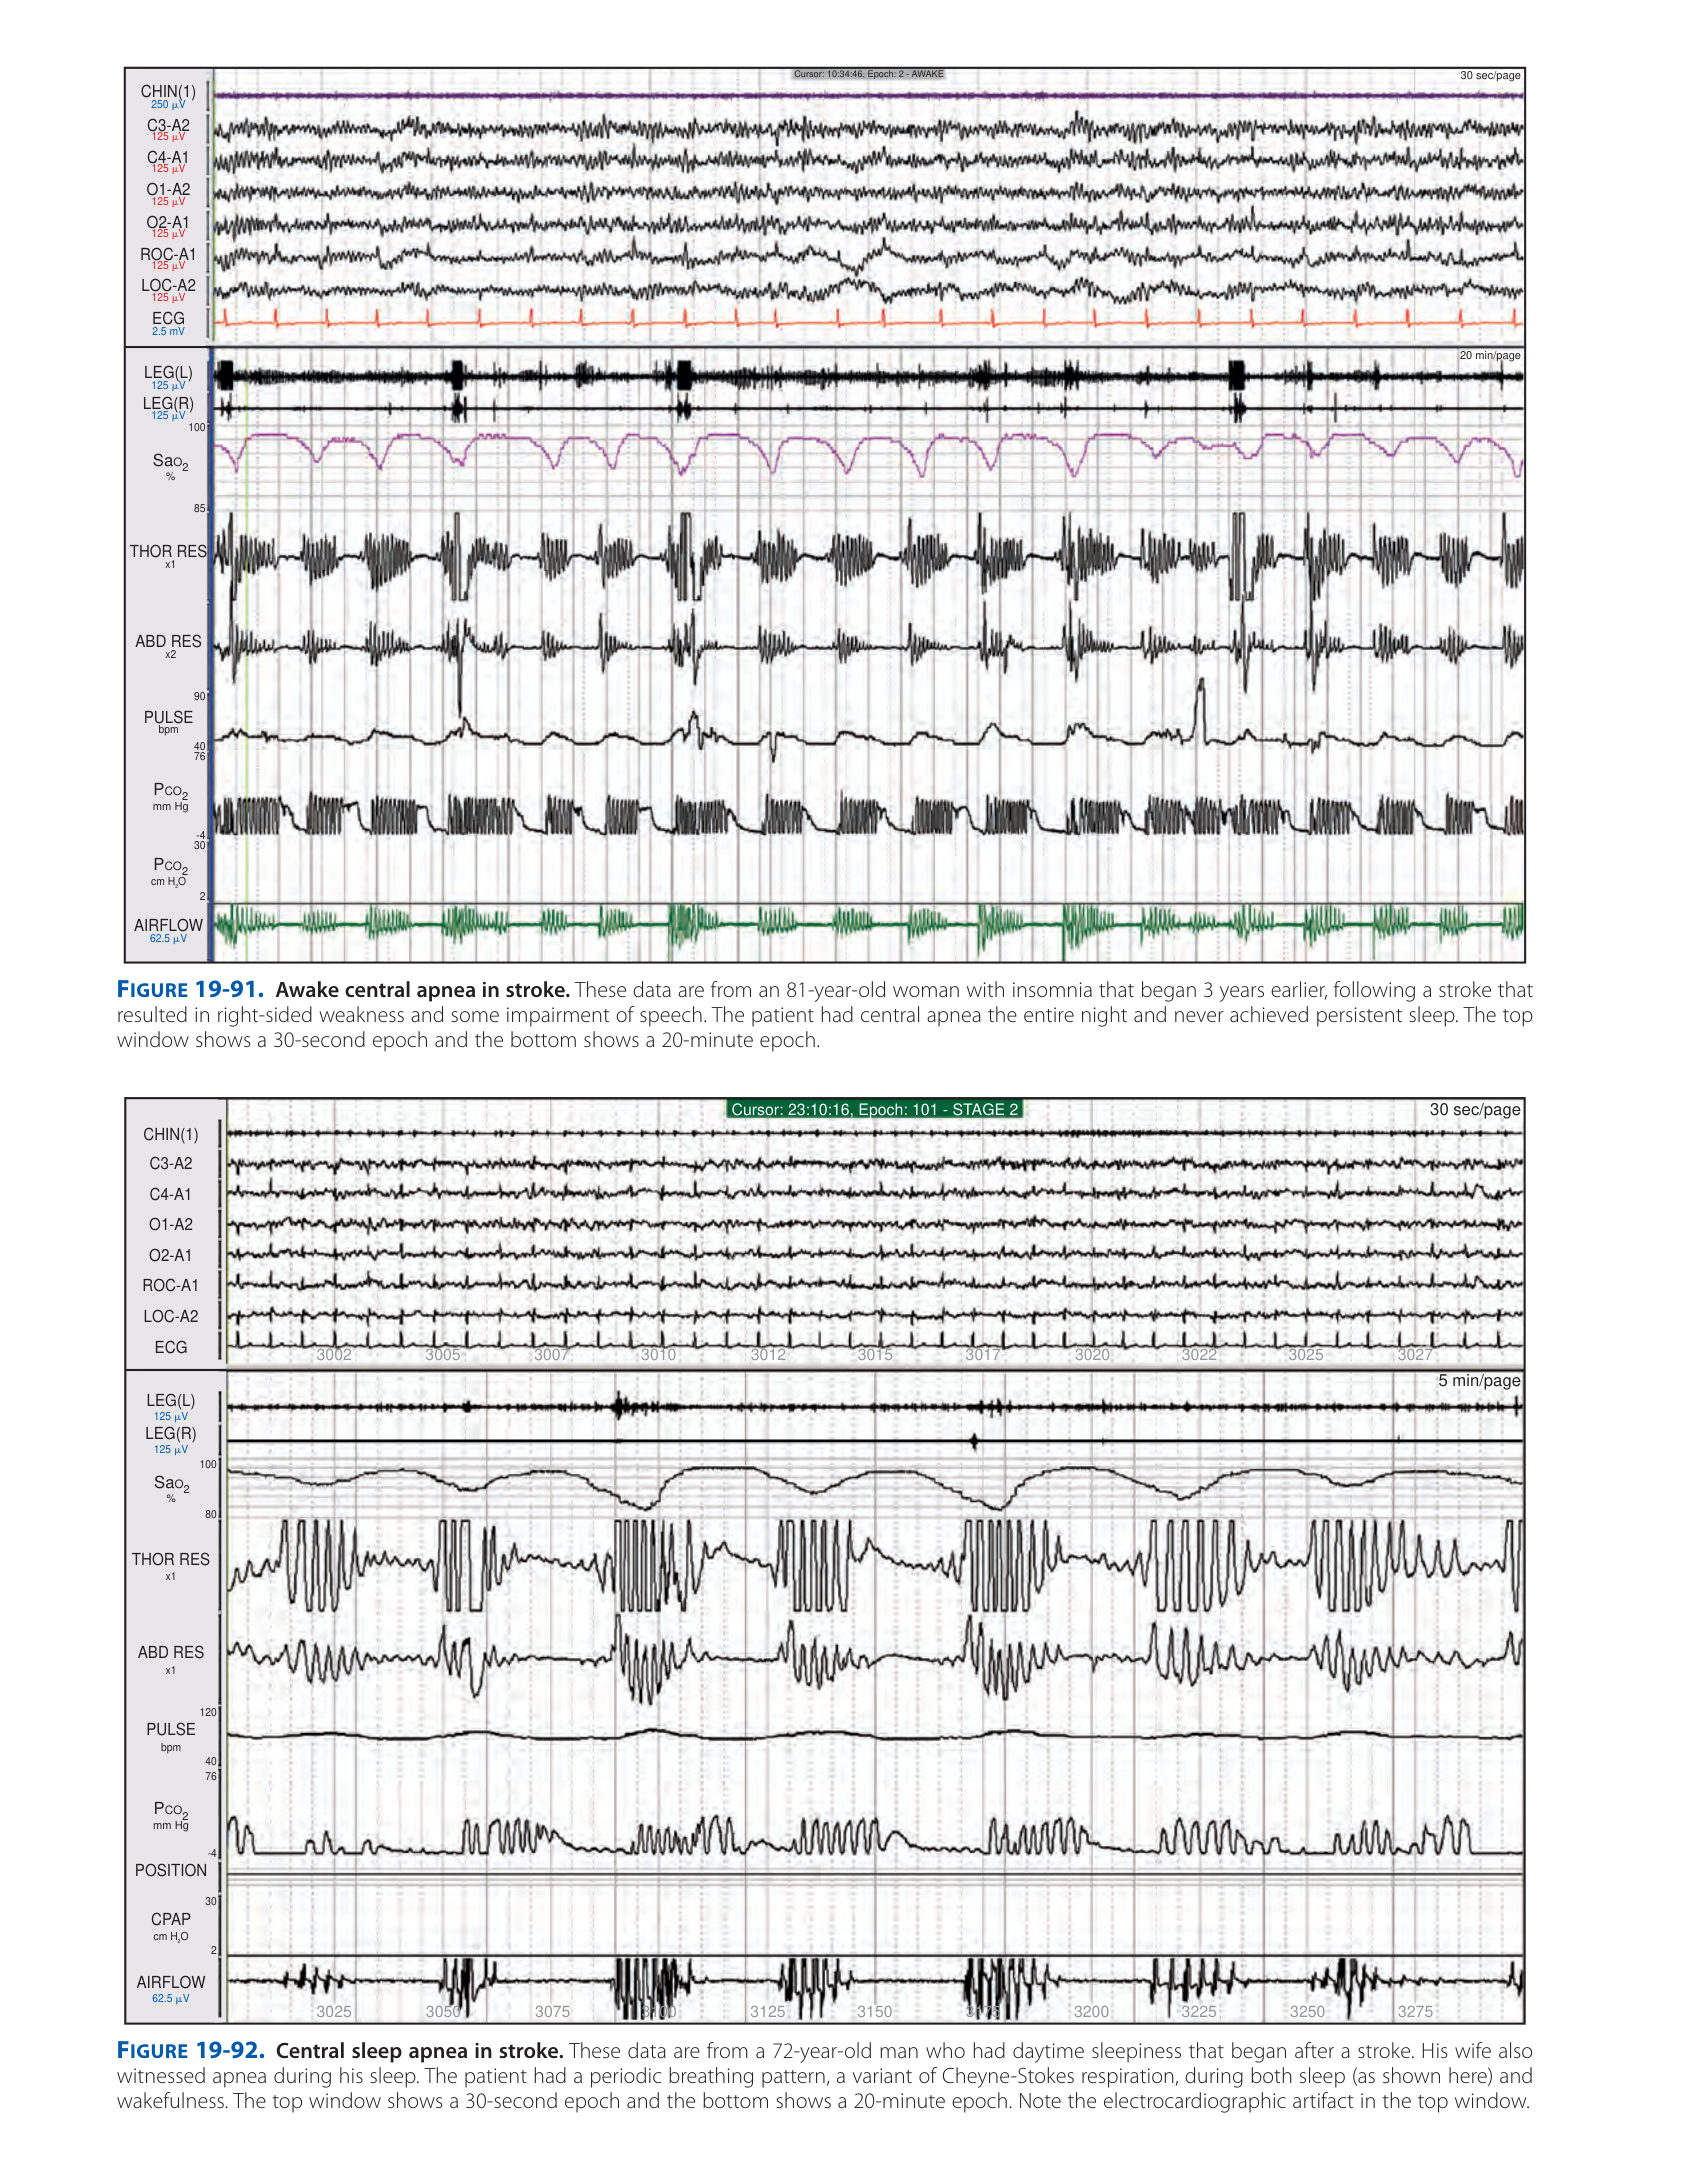 Cursor: 10:34:46, Epoch: 2 - AWAKE
30 sec/page
CHIN(1)
250 µV
C3-A2
125 µV
C4-A1
125 µV
O1-A2
125 µV
O2-A1
125 µV
ROC-A1
125 µV
LOC-A2
125 µV
ECG
2.5 mV
20 min/page
LEG(L)
125 µV
LEG(R)
125 µV
100
SaO2
%
85
THOR RES
x1
ABD RES
x2
90
PULSE
bpm
40
76
PCO2
mm Hg
-4
30
PCO2
cm H2O
2
AIRFLOW
62.5 µV
FIGURE 19-91. Awake central apnea in stroke. These data are from an 81-year-old woman with insomnia that began 3 years earlier, following a stroke that
resulted in right-sided weakness and some impairment of speech. The patient had central apnea the entire night and never achieved persistent sleep. The top
window shows a 30-second epoch and the bottom shows a 20-minute epoch.
Cursor: 23:10:16, Epoch: 101 - STAGE 2
30 sec/page
CHIN(1)
C3-A2
C4-A1
O1-A2
O2-A1
ROC-A1
LOC-A2
ECG
3002 3005 3007 3010 3012 3015 3017 3020 3022 3025 3027
5 min/page
LEG(L)
125 µV
LEG(R)
125 µV
100
SaO2
%
80
THOR RES
x1
ABD RES
x1
120
PULSE
bpm
40
76
PCO2
mm Hg
-4
POSITION
30
CPAP
cm H2O
2
AIRFLOW
62.5 µV
3025 3050 3075 3100 3125 3150 3175 3200 3225 3250 3275
FIGURE 19-92. Central sleep apnea in stroke. These data are from a 72-year-old man who had daytime sleepiness that began after a stroke. His wife also
witnessed apnea during his sleep. The patient had a periodic breathing pattern, a variant of Cheyne-Stokes respiration, during both sleep (as shown here) and
wakefulness. The top window shows a 30-second epoch and the bottom shows a 20-minute epoch. Note the electrocardiographic artifact in the top window.